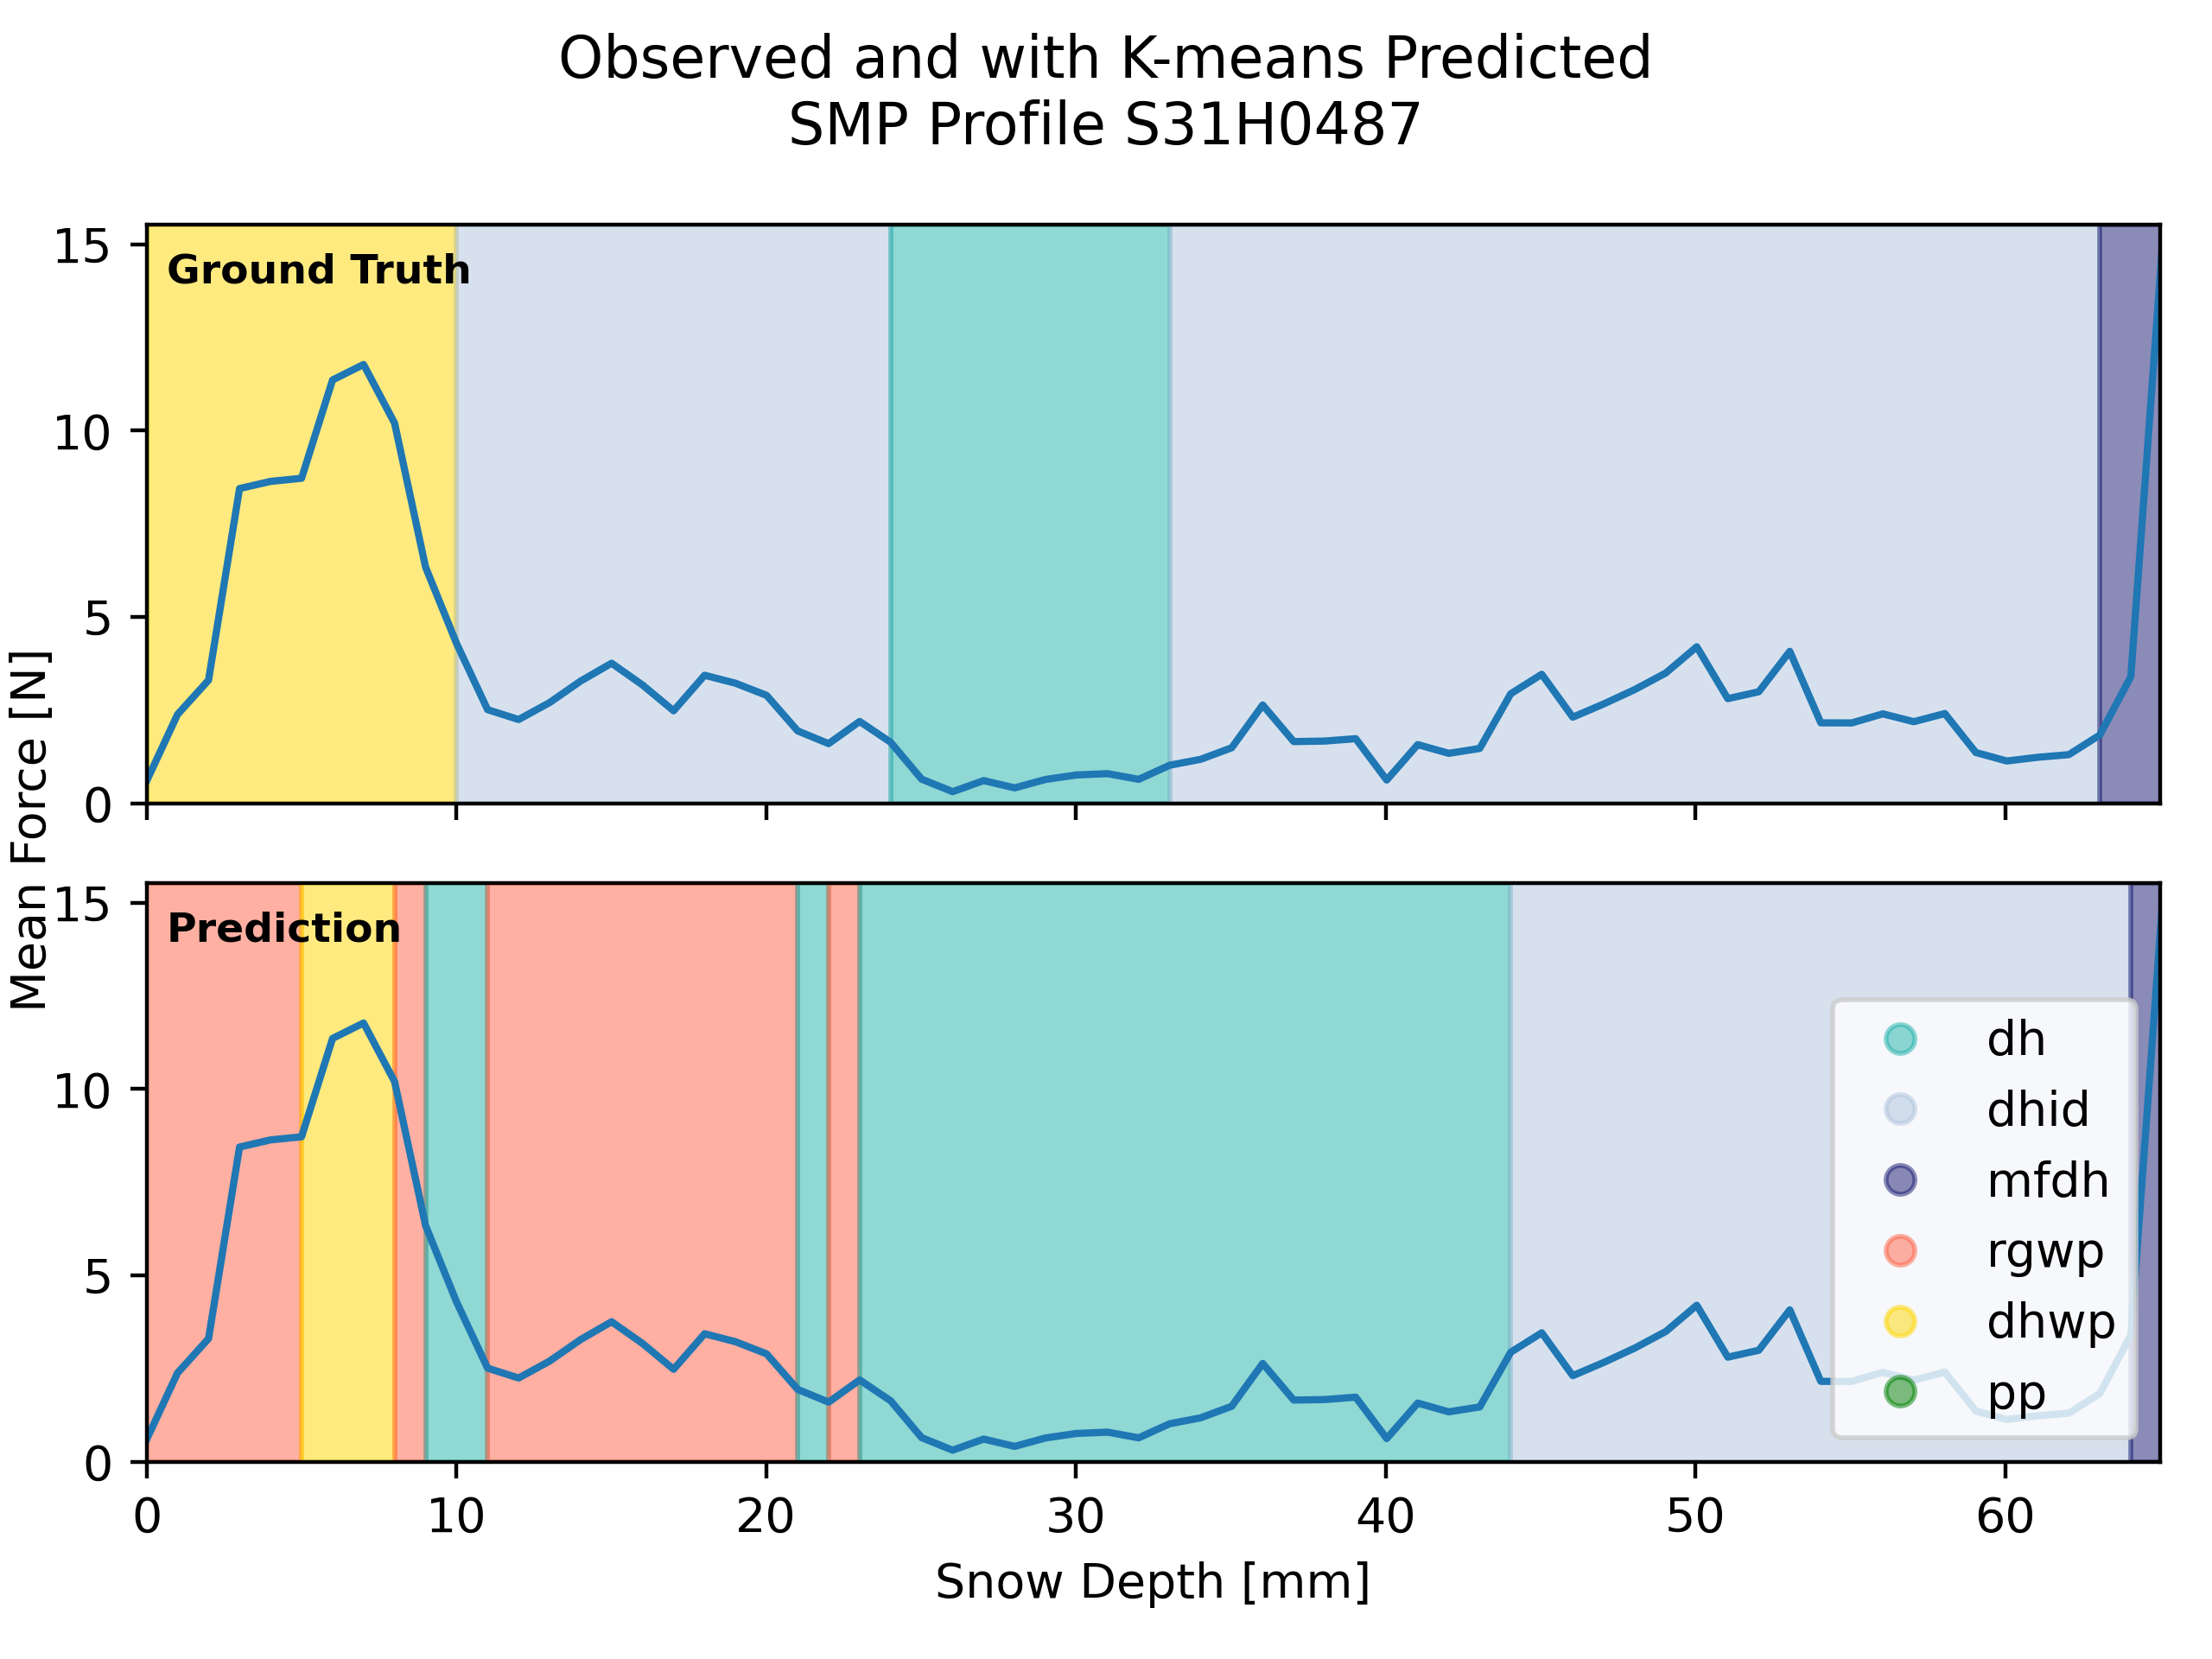 Observed and with K-means Predicted
SMP Profile S31H0487
Mean Force [N]
15
10
5
0
Ground Truth
15
10
5
0
Prediction
dh
dhid
mfdh
rgwp
dhwp
pp
0 10 20 30 40 50 60
Snow Depth [mm]